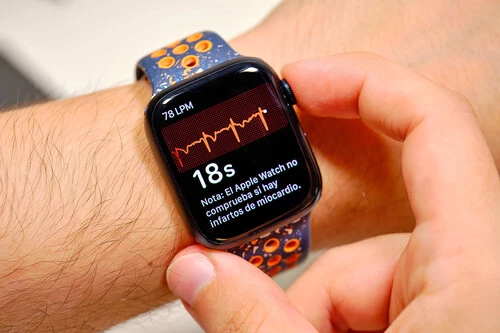 78 LPM
18s
Nota: El Apple Watch no
comprueba si hay
infartos de miocardio.